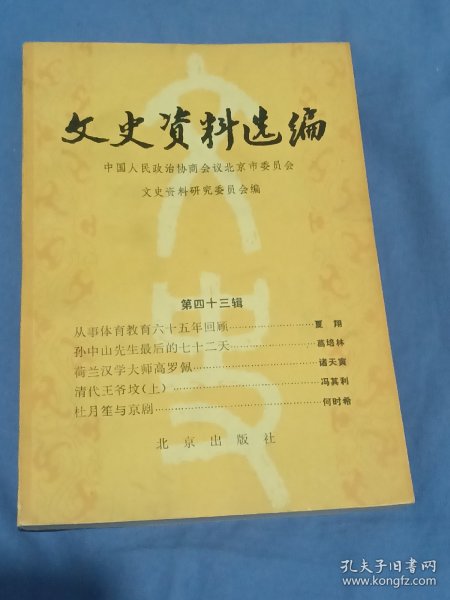 文史资料选编
中国人民政治协商会议北京市委员会
文史资料研究委员会编
第四十三辑
从事体育教育六十五年回顾……………………夏 翔
孙中山先生最后的七十二天……………………葛培林
荷兰汉学大师高罗佩……………………诸天寅
清代王爷坟(上)……………………冯其利
杜月笙与京剧……………………何时希
北京出版社
孔夫子旧书网
www.kongfz.com